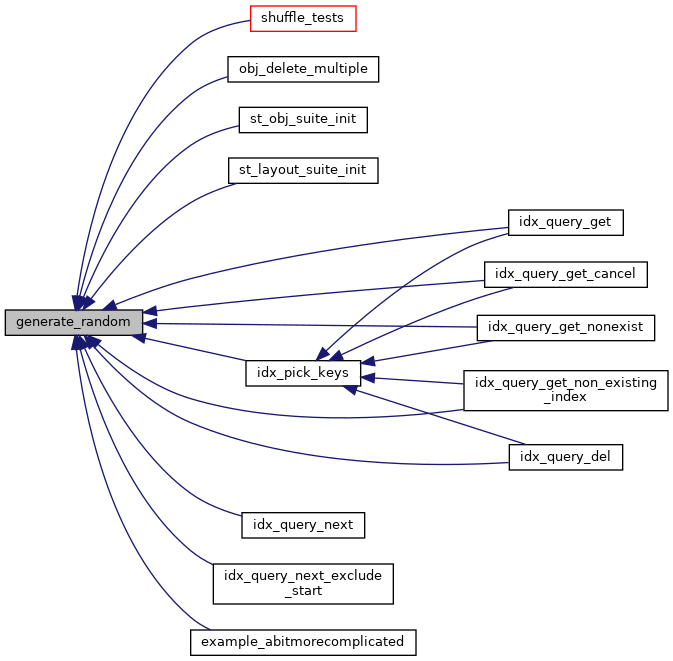 shuffle_tests
obj_delete_multiple
st_obj_suite_init
st_layout_suite_init
idx_query_get
idx_query_get_cancel
generate_random
idx_query_get_nonexist
idx_pick_keys
idx_query_get_non_existing
_index
idx_query_del
idx_query_next
idx_query_next_exclude
_start
example_abitmorecomplicated